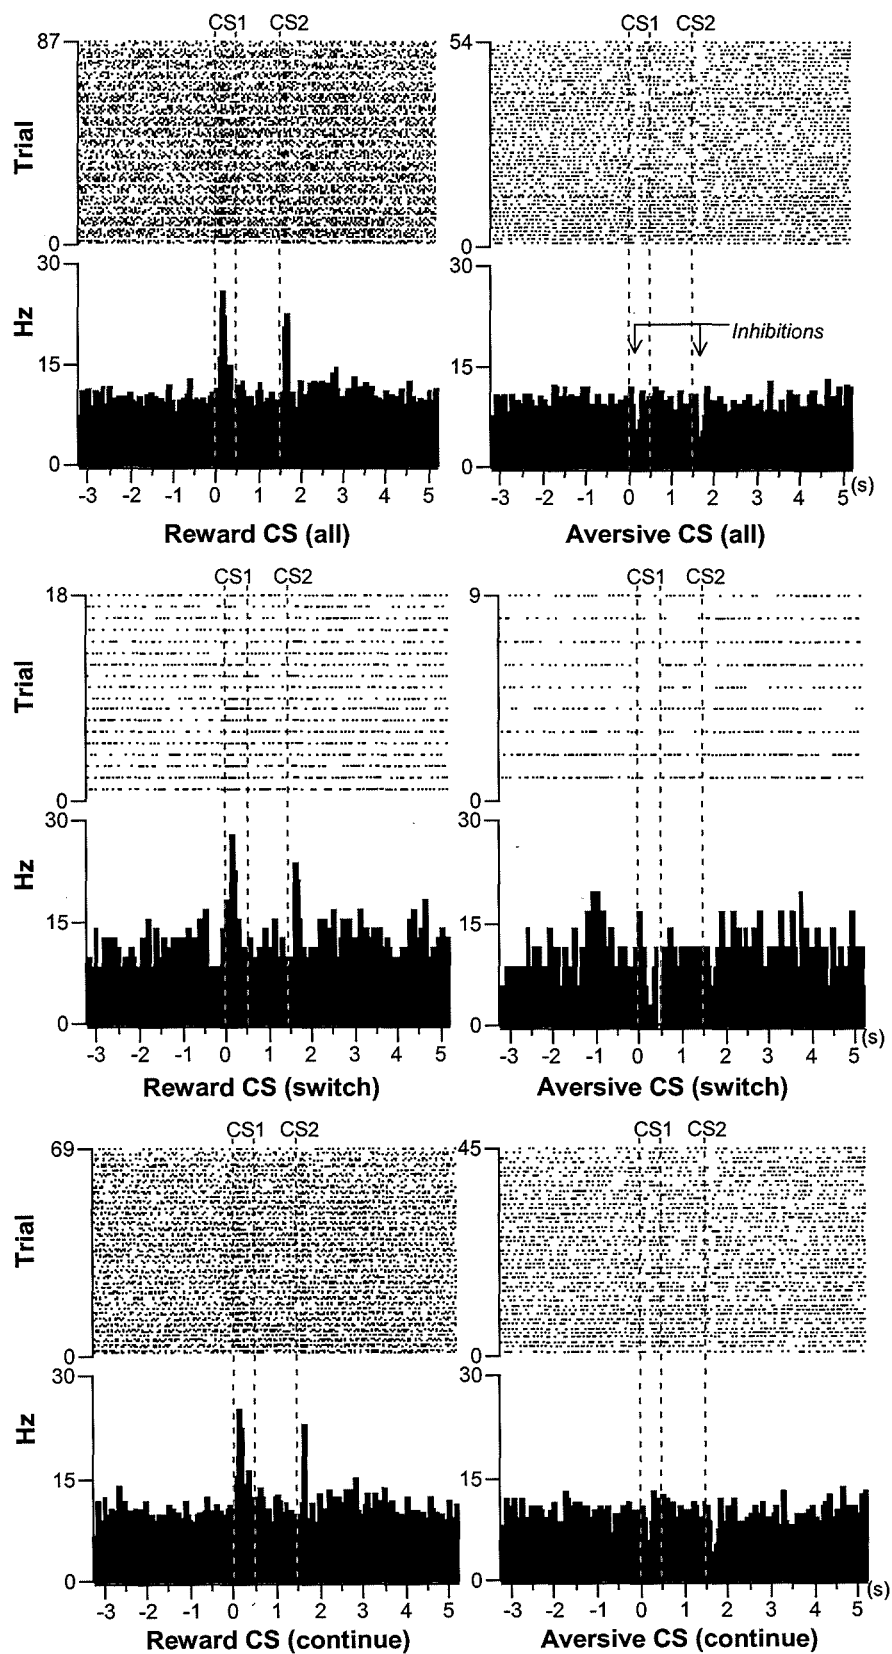 CS1 CS2
87
Trial
0
30
Hz
15
0
-3 -2 -1 0 1 2 3 4 5
Reward CS (all)
CS1 CS2
54
0
30
Inhibitions
15
0
-3 -2 -1 0 1 2 3 4 5 (s)
Aversive CS (all)
CS1 CS2
18
Trial
0
30
Hz
15
0
-3 -2 -1 0 1 2 3 4 5
Reward CS (switch)
CS1 CS2
9
0
30
15
0
-3 -2 -1 0 1 2 3 4 5 (s)
Aversive CS (switch)
CS1 CS2
69
Trial
0
30
Hz
15
0
-3 -2 -1 0 1 2 3 4 5
Reward CS (continue)
CS1 CS2
45
0
30
15
0
-3 -2 -1 0 1 2 3 4 5 (s)
Aversive CS (continue)